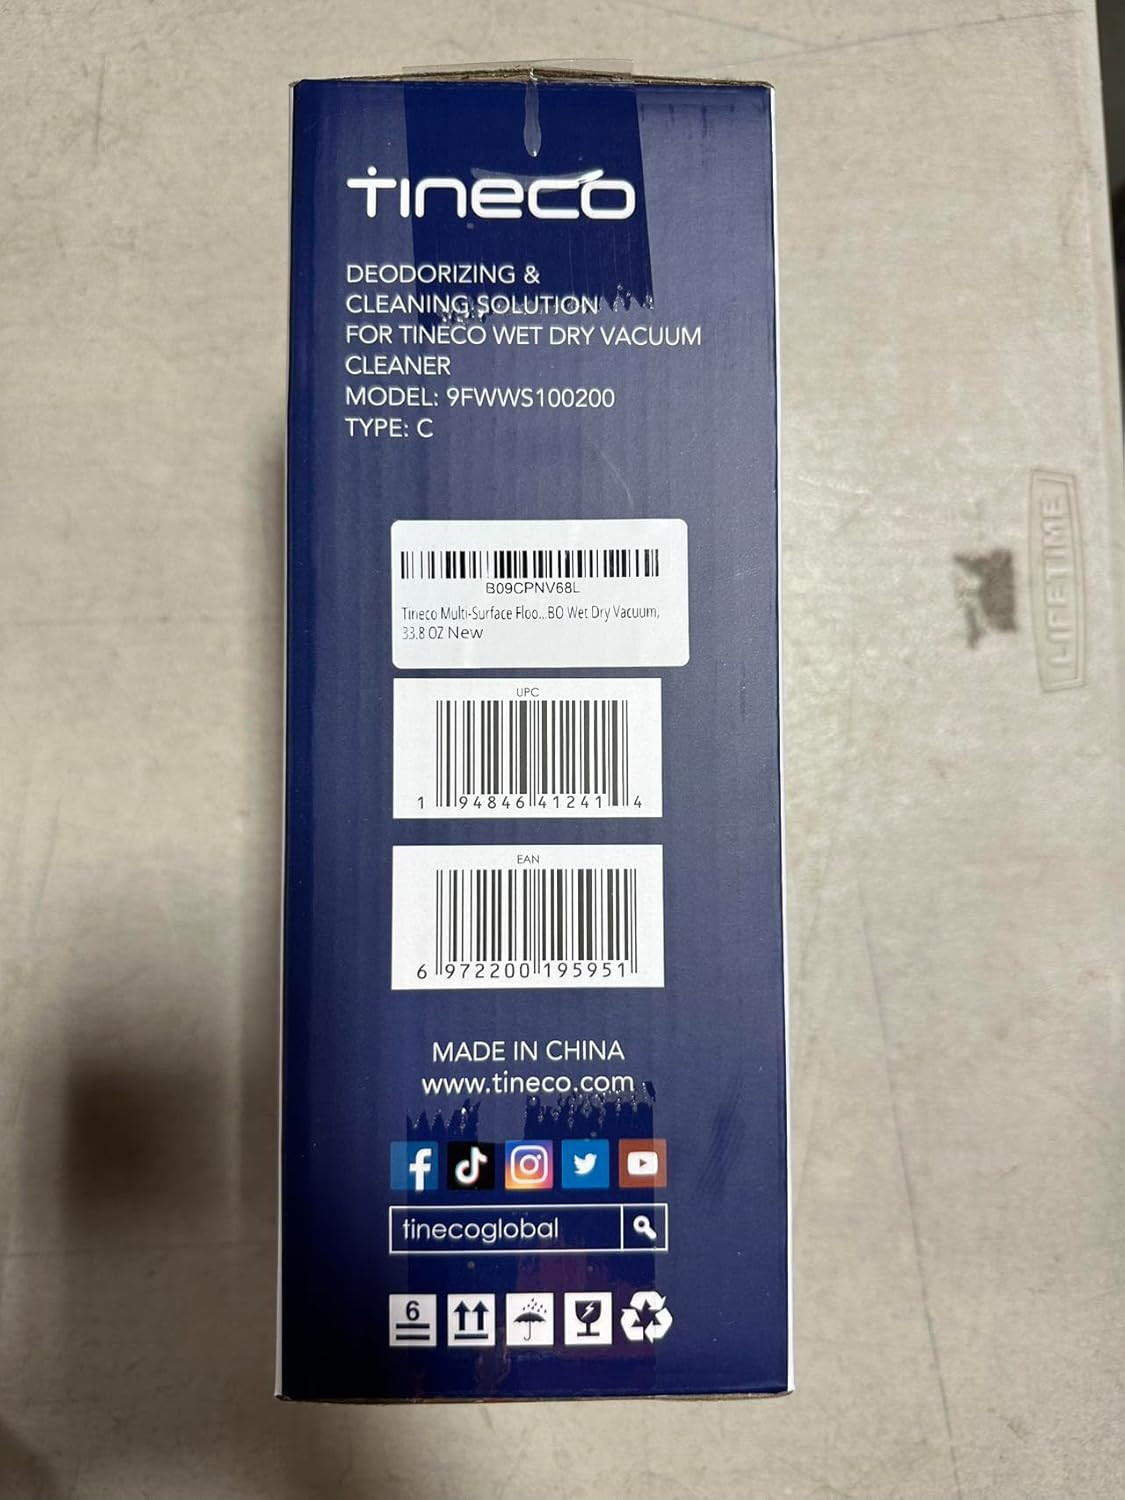 tineco
DEODORIZING &
CLEANING SOLUTION
FOR TINECO WET DRY VACUUM
CLEANER
MODEL: 9FWWS100200
TYPE: C
B09CPNV68L
Tineco Multi-Surface Floo...BO Wet Dry Vacuum,
33.8 OZ New
UPC
1 94846 41241 4
EAN
6 972200 195951
MADE IN CHINA
www.tineco.com
tinecoglobal
6
LIFETIME